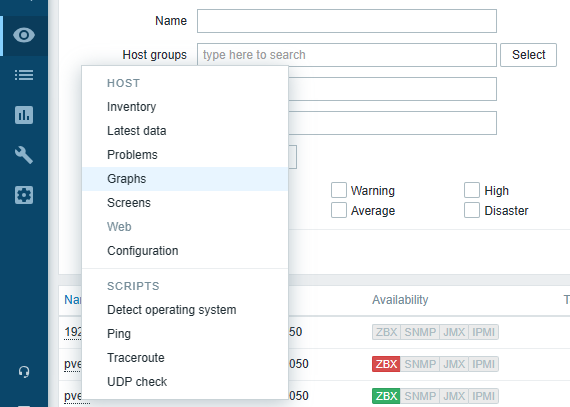 Name
Host groups type here to search Select
HOST
Inventory
Latest data
Problems
Graphs
Warning High
Screens
Average Disaster
Web
Configuration
SCRIPTS
Availability
Detect operating system
192 050 ZBX SNMP JMX IPMI
Ping
pve 050 ZBX SNMP JMX IPMI
Traceroute
UDP check
pve 050 ZBX SNMP JMX IPMI